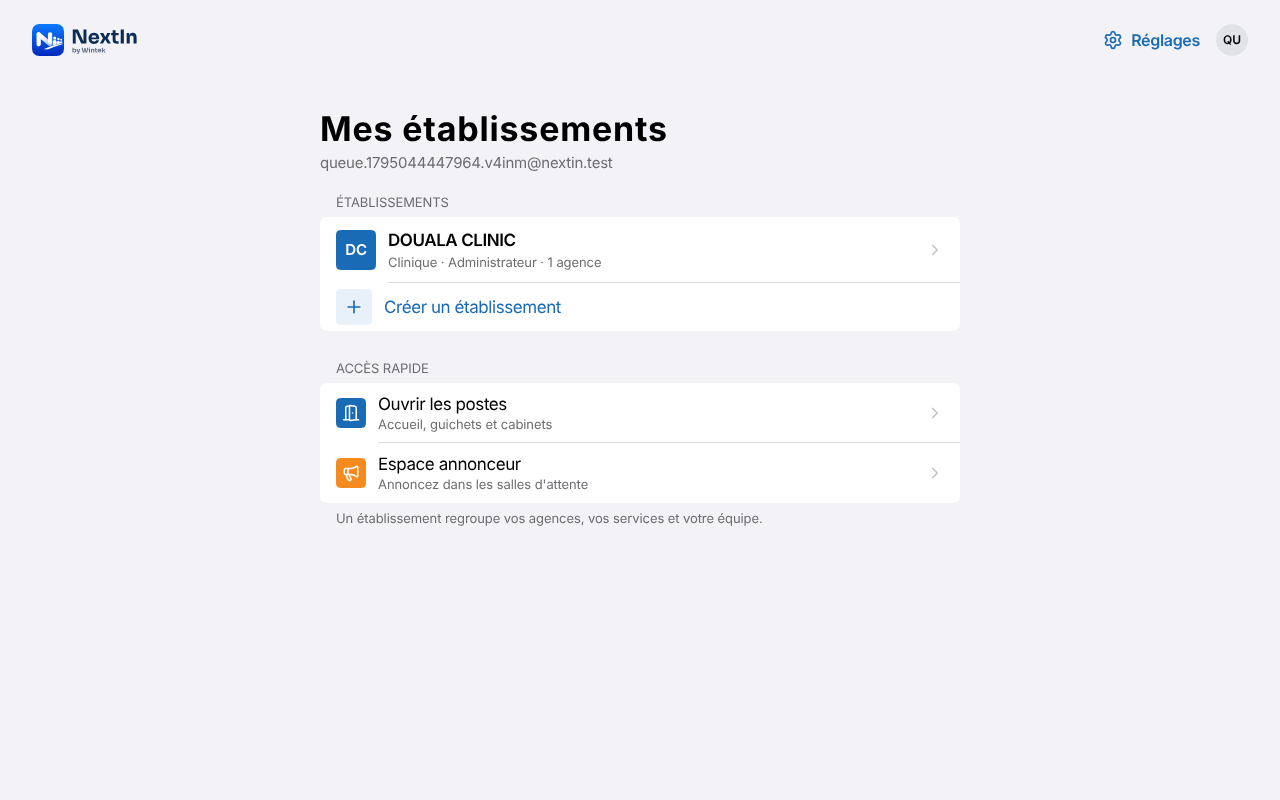 NextIn
by Wintek
Réglages
QU
Mes établissements
queue.1795044447964.v4inm@nextin.test
ÉTABLISSEMENTS
DC
DOUALA CLINIC
Clinique · Administrateur · 1 agence
Créer un établissement
ACCÈS RAPIDE
Ouvrir les postes
Accueil, guichets et cabinets
Espace annonceur
Annoncez dans les salles d'attente
Un établissement regroupe vos agences, vos services et votre équipe.